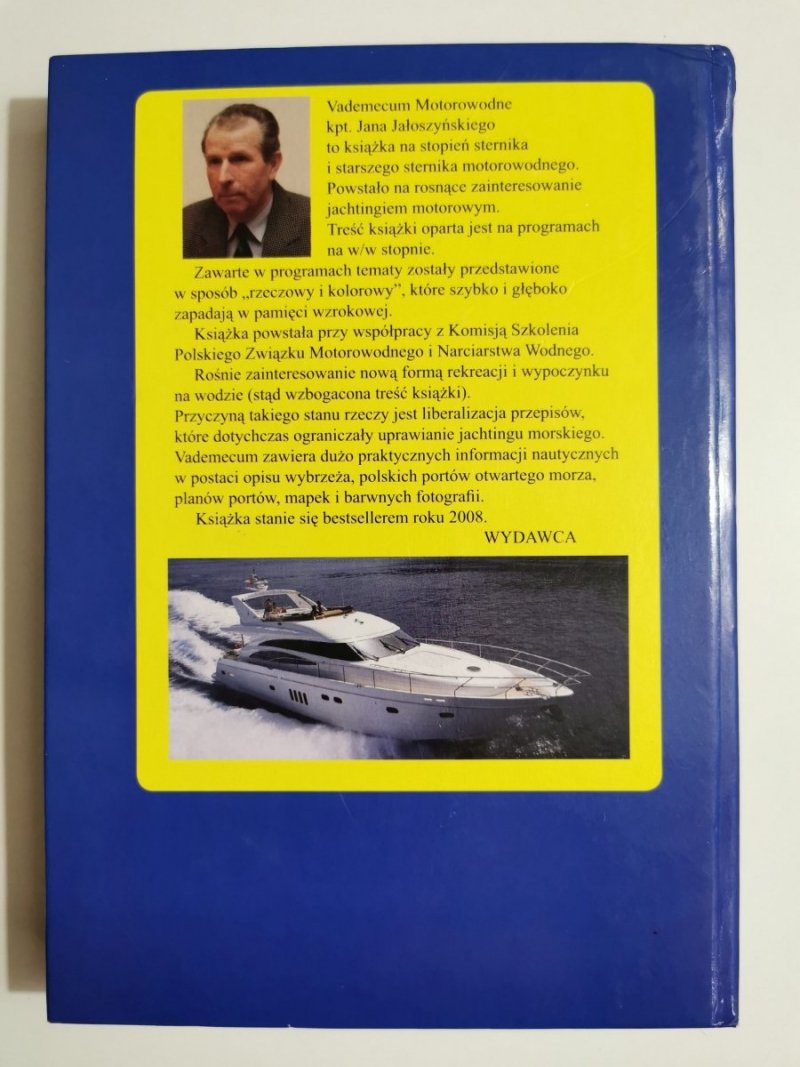 Vademecum Motorowodne
kpt. Jana Jałoszyńskiego
to książka na stopień sternika
i starszego sternika motorowodnego.
Powstało na rosnące zainteresowanie
jachtingiem motorowym.
Treść książki oparta jest na programach
na w/w stopnie.
Zawarte w programach tematy zostały przedstawione
w sposób „rzeczowy i kolorowy”, które szybko i głęboko
zapadają w pamięci wzrokowej.
Książka powstała przy współpracy z Komisją Szkolenia
Polskiego Związku Motorowodnego i Narciarstwa Wodnego.
Rośnie zainteresowanie nową formą rekreacji i wypoczynku
na wodzie (stąd wzbogacona treść książki).
Przyczyną takiego stanu rzeczy jest liberalizacja przepisów,
które dotychczas ograniczały uprawianie jachtingu morskiego.
Vademecum zawiera dużo praktycznych informacji nautycznych
w postaci opisu wybrzeża, polskich portów otwartego morza,
planów portów, mapek i barwnych fotografii.
Książka stanie się bestsellerem roku 2008.
WYDAWCA